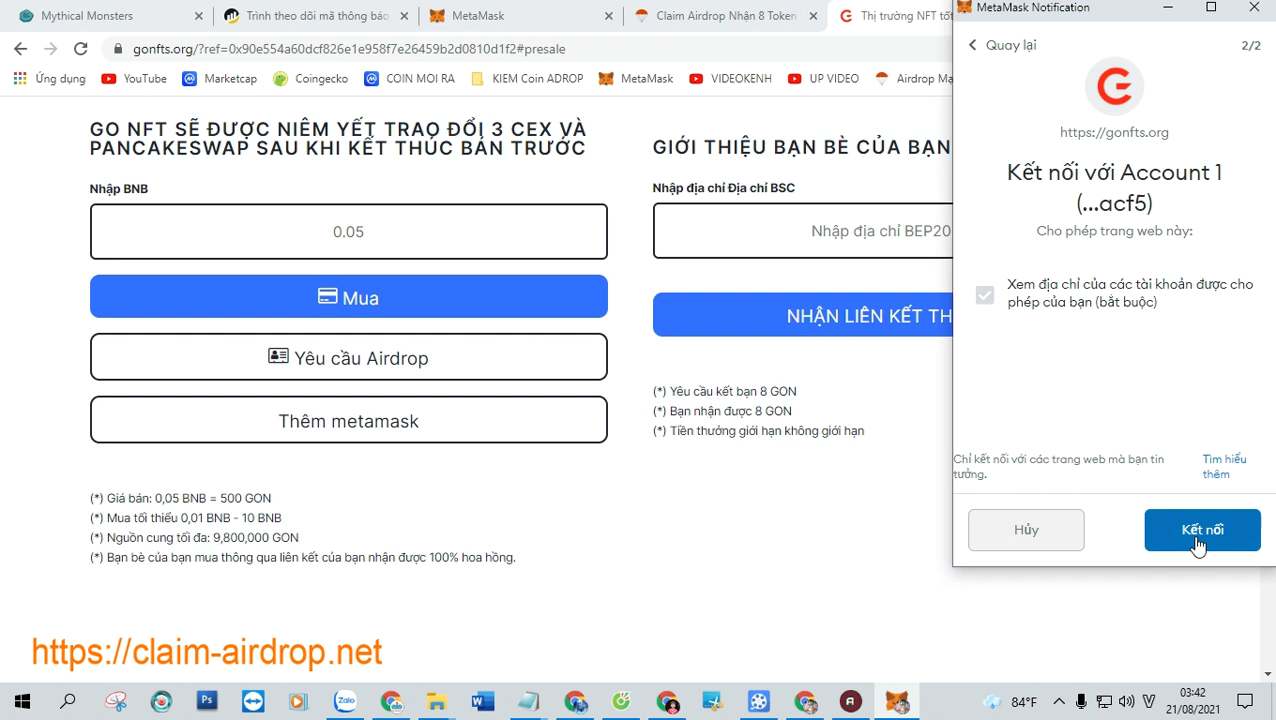 Mythical Monsters
Trình theo dõi mã thông báo
MetaMask
Claim Airdrop Nhận 8 Token
Thị trường NFT tốt
gonfts.org/?ref=0x90e554a60dcf826e1e958f7e26459b2d0810d1f2#presale
Ứng dụng
YouTube
Marketcap
Coingecko
COIN MOI RA
KIEM Coin ADROP
MetaMask
VIDEOKENH
UP VIDEO
Airdrop Ma
GO NFT SẼ ĐƯỢC NIÊM YẾT TRAO ĐỔI 3 CEX VÀ
PANCAKESWAP SAU KHI KẾT THÚC BÁN TRƯỚC
Nhập BNB
0.05
Mua
Yêu cầu Airdrop
Thêm metamask
(*) Giá bán: 0,05 BNB = 500 GON
(*) Mua tối thiểu 0,01 BNB - 10 BNB
(*) Nguồn cung tối đa: 9,800,000 GON
(*) Bạn bè của bạn mua thông qua liên kết của bạn nhận được 100% hoa hồng.
GIỚI THIỆU BẠN BÈ CỦA BẠN
Nhập địa chỉ Địa chỉ BSC
Nhập địa chỉ BEP20
NHẬN LIÊN KẾT TH
(*) Yêu cầu kết bạn 8 GON
(*) Bạn nhận được 8 GON
(*) Tiền thưởng giới hạn không giới hạn
MetaMask Notification
Quay lại
2/2
https://gonfts.org
Kết nối với Account 1
(...acf5)
Cho phép trang web này:
Xem địa chỉ của các tài khoản được cho
phép của bạn (bắt buộc)
Chỉ kết nối với các trang web mà bạn tin
tưởng.
Tìm hiểu
thêm
Hủy
Kết nối
https://claim-airdrop.net
Ps
Zalo
84°F
03:42
21/08/2021